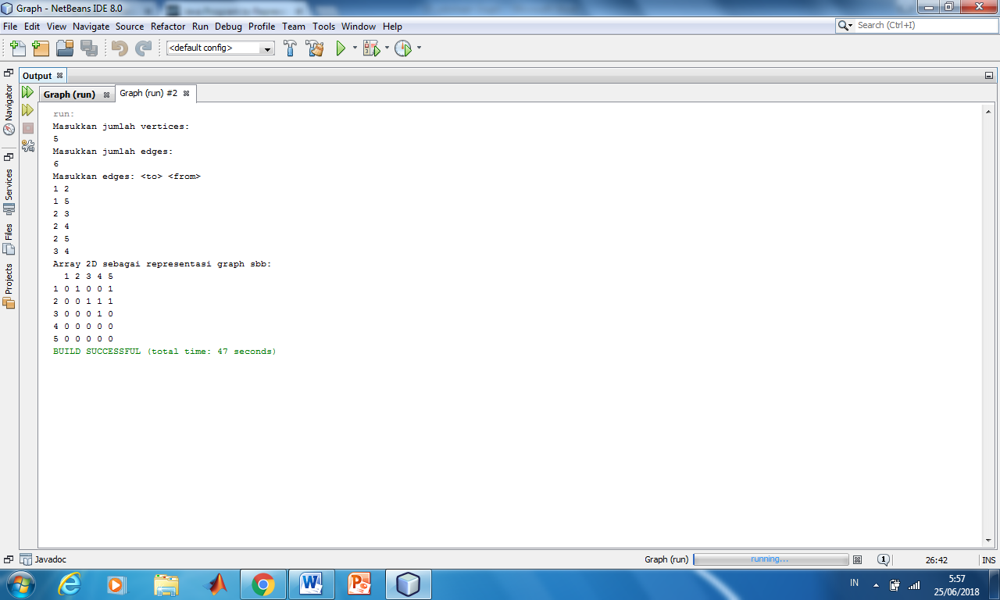 Graph - NetBeans IDE 8.0
File Edit View Navigate Source Refactor Run Debug Profile Team Tools Window Help
Search (Ctrl+I)
<default config>
Output
Graph (run)
Graph (run) #2
Navigator
Services
Files
Projects
run:
Masukkan jumlah vertices:
5
Masukkan jumlah edges:
6
Masukkan edges: <to> <from>
1 2
1 5
2 3
2 4
2 5
3 4
Array 2D sebagai representasi graph sbb:
1 2 3 4 5
1 0 1 0 0 1
2 0 0 1 1 1
3 0 0 0 1 0
4 0 0 0 0 0
5 0 0 0 0 0
BUILD SUCCESSFUL (total time: 47 seconds)
Javadoc
Graph (run)
running...
1
26:42
INS
IN
5:57
25/06/2018